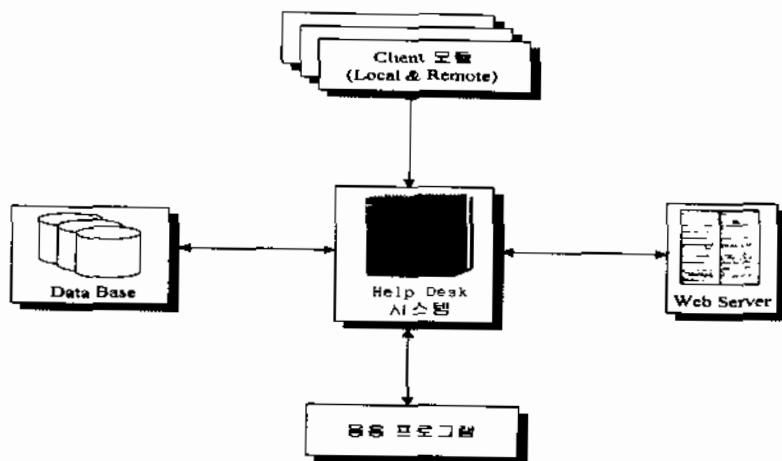 Client 모듈
(Local & Remote)
Data Base
Help Desk
시스템
Web Server
응용 프로그램